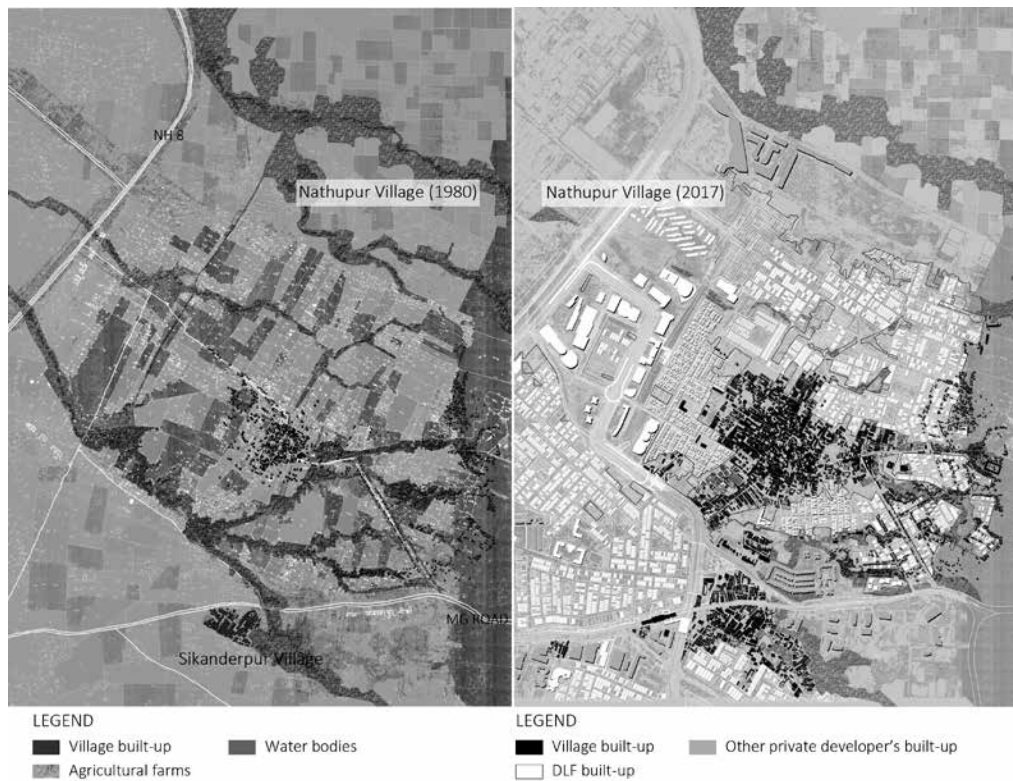 NH 8
Nathupur Village (1980)
MG ROAD
Sikanderpur Village
Nathupur Village (2017)
LEGEND
Village built-up
Water bodies
Agricultural farms
LEGEND
Village built-up
Other private developer's built-up
DLF built-up